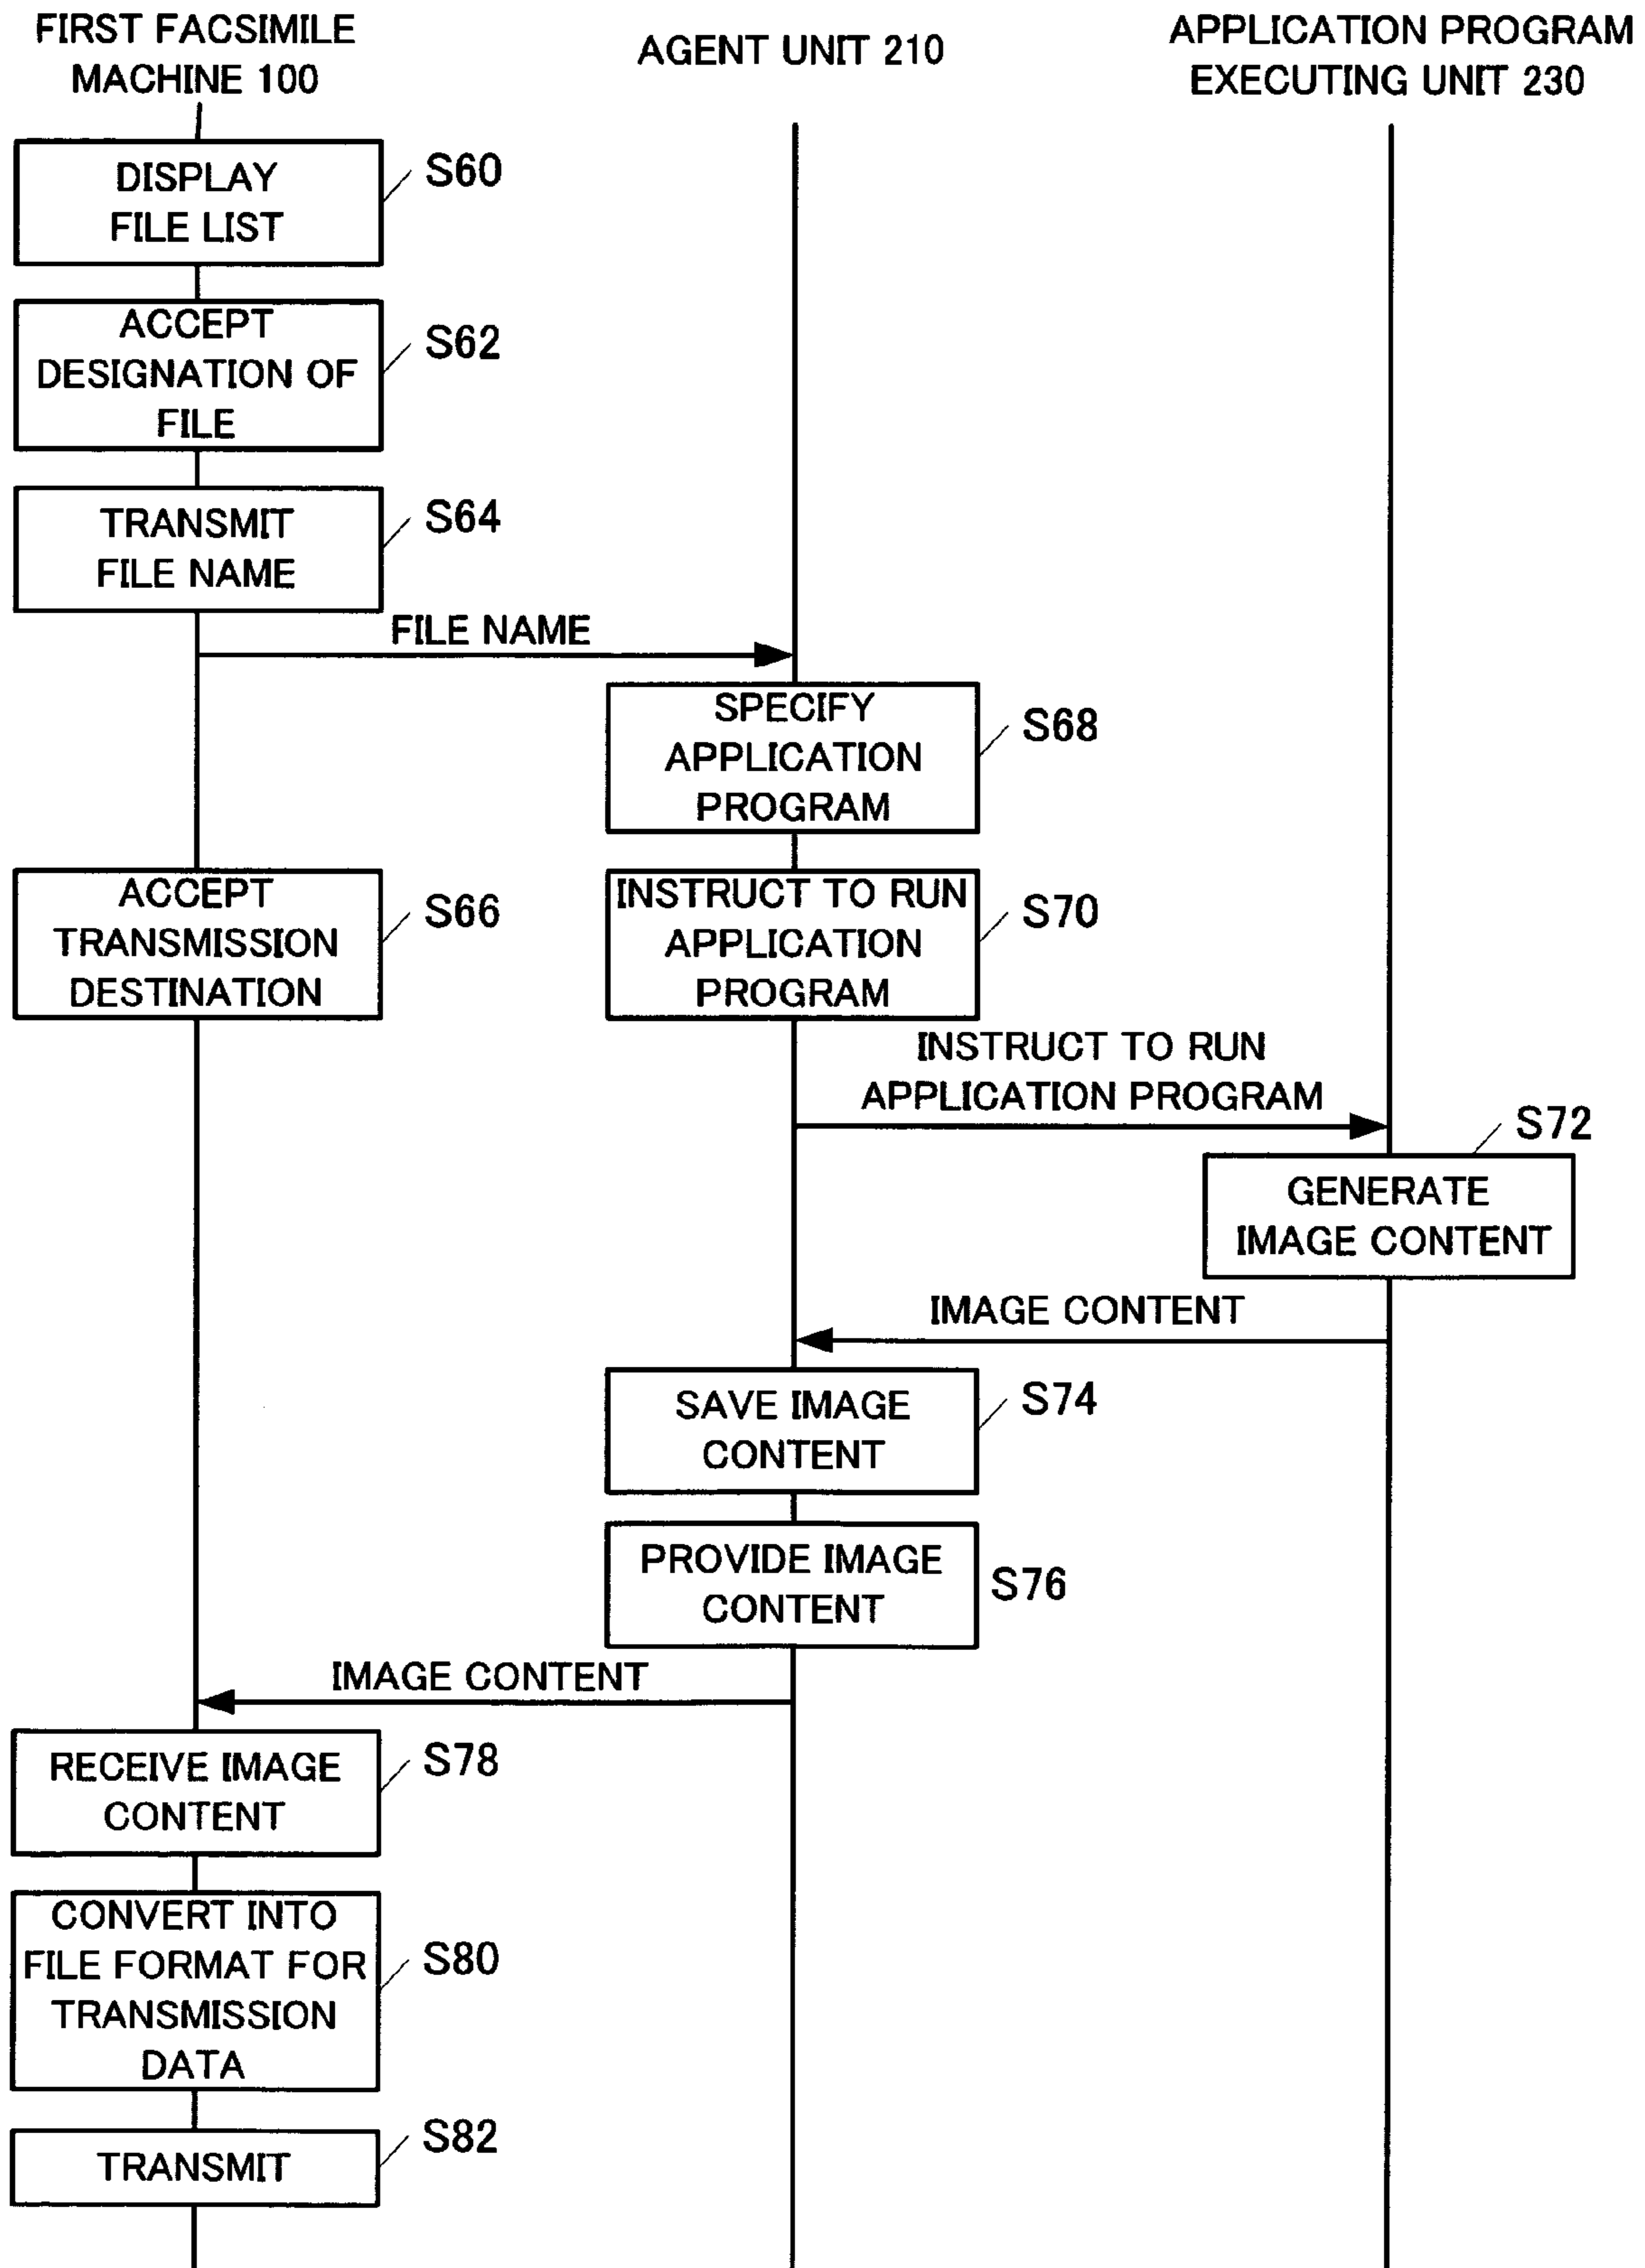 FIRST FACSIMILE
MACHINE 100
AGENT UNIT 210
APPLICATION PROGRAM
EXECUTING UNIT 230
DISPLAY
FILE LIST
S60
ACCEPT
DESIGNATION OF
FILE
S62
TRANSMIT
FILE NAME
S64
FILE NAME
SPECIFY
APPLICATION
PROGRAM
S68
ACCEPT
TRANSMISSION
DESTINATION
S66
INSTRUCT TO RUN
APPLICATION
PROGRAM
S70
INSTRUCT TO RUN
APPLICATION PROGRAM
S72
GENERATE
IMAGE CONTENT
IMAGE CONTENT
SAVE IMAGE
CONTENT
S74
PROVIDE IMAGE
CONTENT
S76
IMAGE CONTENT
RECEIVE IMAGE
CONTENT
S78
CONVERT INTO
FILE FORMAT FOR
TRANSMISSION
DATA
S80
TRANSMIT
S82